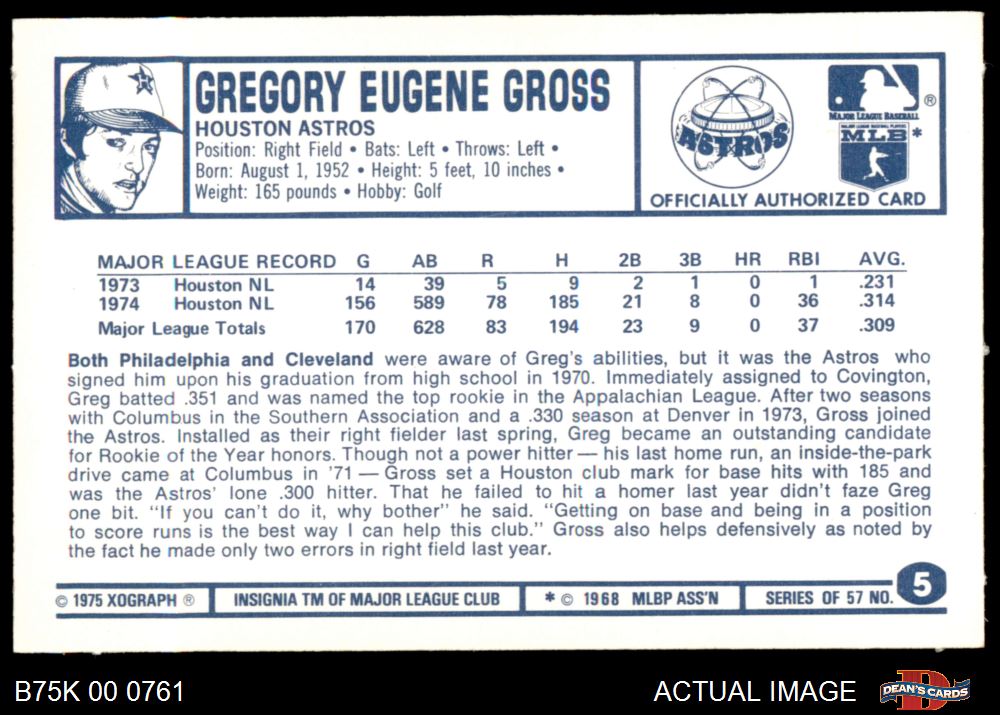 GREGORY EUGENE GROSS
HOUSTON ASTROS
Position: Right Field • Bats: Left • Throws: Left •
Born: August 1, 1952 • Height: 5 feet, 10 inches •
Weight: 165 pounds • Hobby: Golf
ASTROS
®
MAJOR LEAGUE BASEBALL
MAJOR LEAGUE BASEBALL PLAYERS
MLB *
OFFICIALLY AUTHORIZED CARD
MAJOR LEAGUE RECORD G AB R H 2B 3B HR RBI AVG.
1973 Houston NL 14 39 5 9 2 1 0 1 .231
1974 Houston NL 156 589 78 185 21 8 0 36 .314
Major League Totals 170 628 83 194 23 9 0 37 .309
Both Philadelphia and Cleveland were aware of Greg's abilities, but it was the Astros who
signed him upon his graduation from high school in 1970. Immediately assigned to Covington,
Greg batted .351 and was named the top rookie in the Appalachian League. After two seasons
with Columbus in the Southern Association and a .330 season at Denver in 1973, Gross joined
the Astros. Installed as their right fielder last spring, Greg became an outstanding candidate
for Rookie of the Year honors. Though not a power hitter — his last home run, an inside-the-park
drive came at Columbus in '71 — Gross set a Houston club mark for base hits with 185 and
was the Astros' lone .300 hitter. That he failed to hit a homer last year didn't faze Greg
one bit. "If you can't do it, why bother" he said. "Getting on base and being in a position
to score runs is the best way I can help this club." Gross also helps defensively as noted by
the fact he made only two errors in right field last year.
© 1975 XOGRAPH ® INSIGNIA TM OF MAJOR LEAGUE CLUB * © 1968 MLBP ASS'N SERIES OF 57 NO. 5
B75K 00 0761 ACTUAL IMAGE DEAN'S CARDS